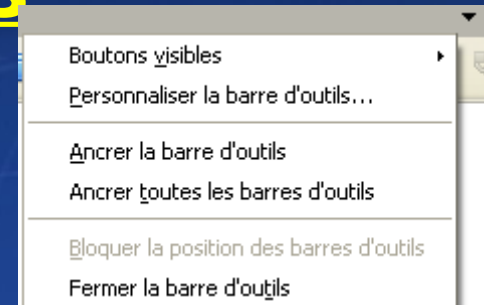 Boutons visibles
Personnaliser la barre d'outils...
Ancrer la barre d'outils
Ancrer toutes les barres d'outils
Bloquer la position des barres d'outils
Fermer la barre d'outils